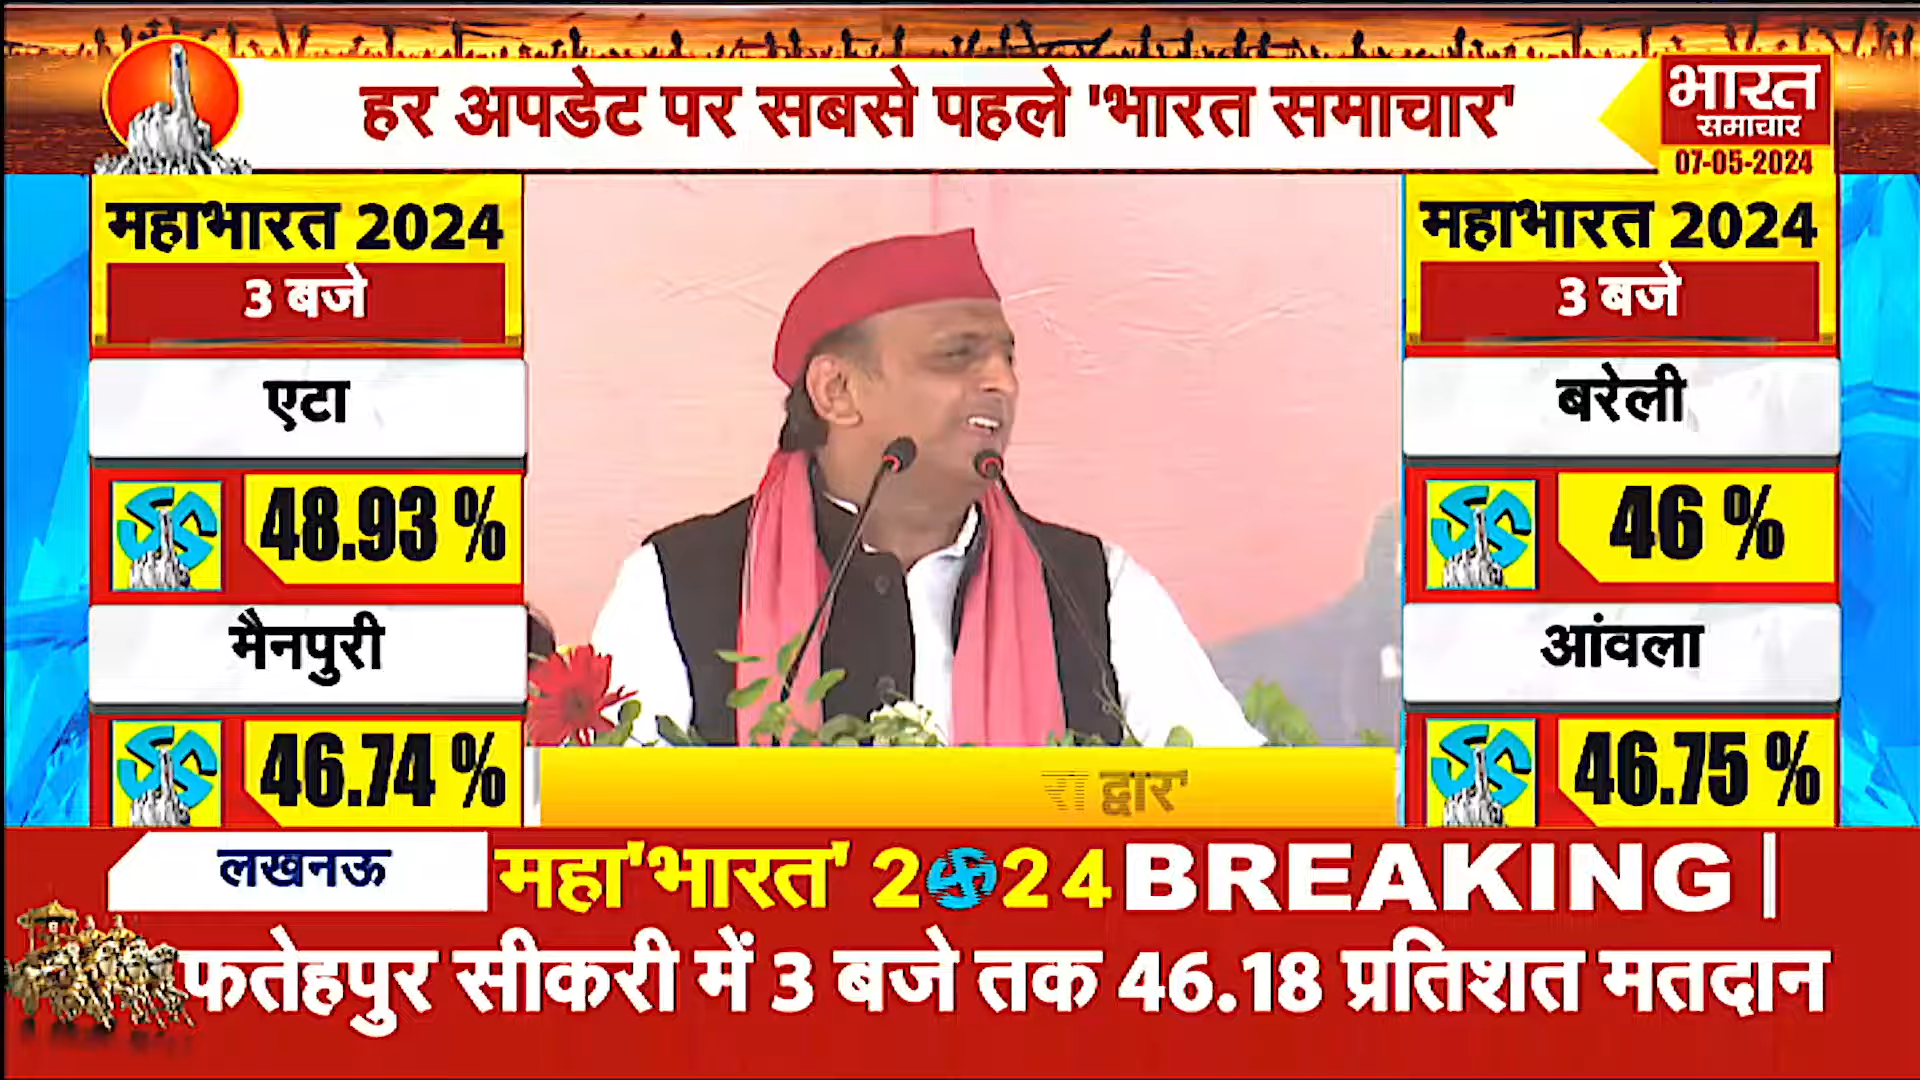 हर अपडेट पर सबसे पहले 'भारत समाचार'
भारत
समाचार
07-05-2024
महाभारत 2024
3 बजे
एटा
48.93 %
मैनपुरी
46.74 %
महाभारत 2024
3 बजे
बरेली
46 %
आंवला
46.75 %
द्वार'
लखनऊ
महा'भारत' 2024 BREAKING
फतेहपुर सीकरी में 3 बजे तक 46.18 प्रतिशत मतदान